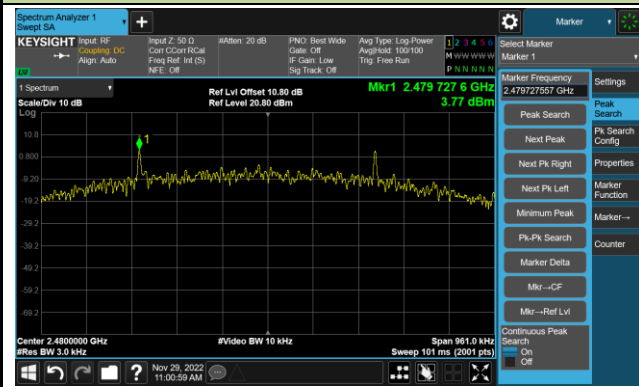 Spectrum Analyzer 1
Swept SA
+
Marker
KEYSIGHT
Input: RF
Coupling: DC
Align: Auto
Input Z: 50 Ω
Corr CCorr RCal
Freq Ref: Int (S)
NFE: Off
#Atten: 20 dB
PNO: Best Wide
Gate: Off
IF Gain: Low
Sig Track: Off
Avg Type: Log-Power
Avg|Hold: 100/100
Trig: Free Run
1 2 3 4 5 6
M W W W W W
P N N N N N
LW
Select Marker
Marker 1
1 Spectrum
Scale/Div 10 dB
Log
Ref Lvl Offset 10.80 dB
Ref Level 20.80 dBm
Mkr1 2.479 727 6 GHz
3.77 dBm
10.8
0.800
-9.20
-19.2
-29.2
-39.2
-49.2
-59.2
-69.2
1
Center 2.4800000 GHz
#Res BW 3.0 kHz
#Video BW 10 kHz
Span 961.0 kHz
Sweep 101 ms (2001 pts)
Marker Frequency
2.479727557 GHz
Peak Search
Next Peak
Next Pk Right
Next Pk Left
Minimum Peak
Pk-Pk Search
Marker Delta
Mkr→CF
Mkr→Ref Lvl
Continuous Peak
Search
On
Off
Settings
Peak
Search
Pk Search
Config
Properties
Marker
Function
Marker→
Counter
?
Nov 29, 2022
11:00:59 AM